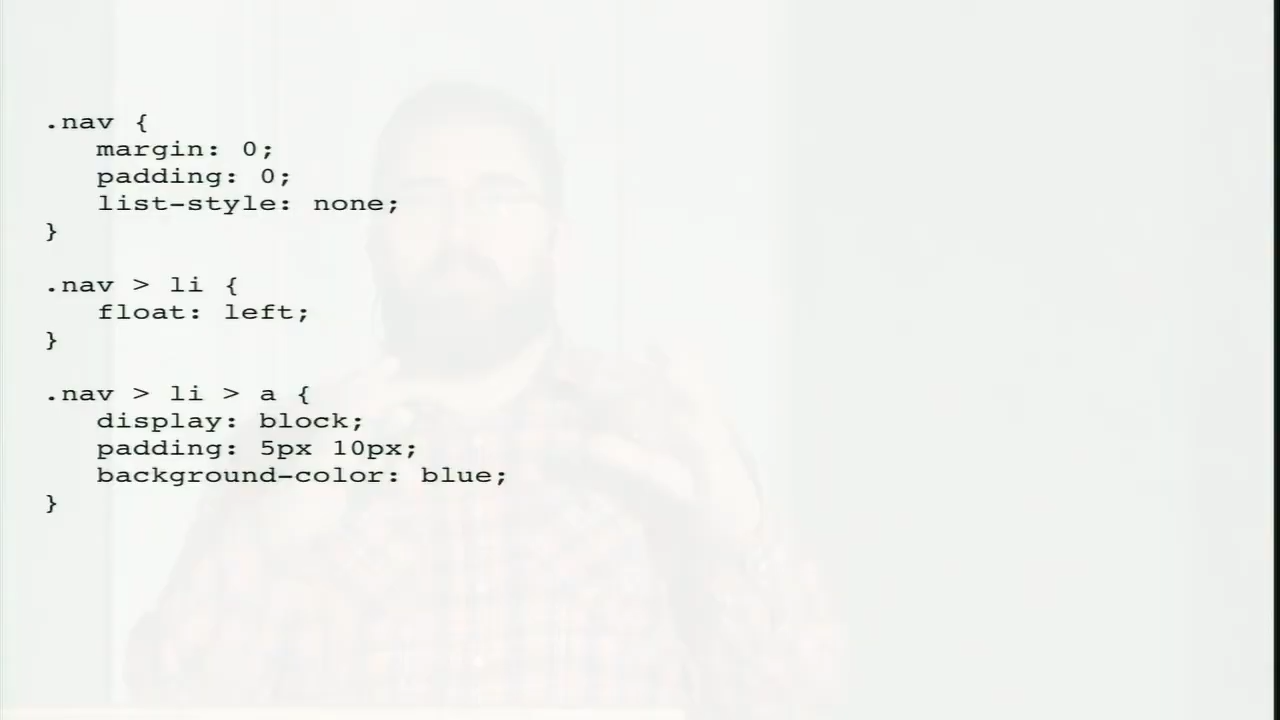 .nav {
   margin: 0;
   padding: 0;
   list-style: none;
}

.nav > li {
   float: left;
}

.nav > li > a {
   display: block;
   padding: 5px 10px;
   background-color: blue;
}